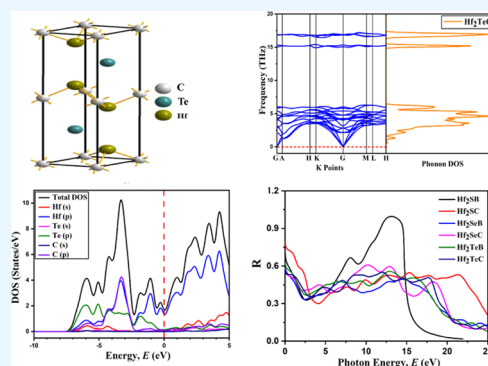 C
Te
Hf
Frequency (THz)
20
15
10
5
0
G A H K G M L H
K Points
Phonon DOS
DOS (States/eV)
10
8
6
4
2
0
Total DOS
Hf (s)
Hf (p)
Te (s)
Te (p)
C (s)
C (p)
-10 -5 0 5
Energy, E (eV)
R
1.2
0.9
0.6
0.3
0.0
Hf2SB
Hf2SC
Hf2SeB
Hf2SeC
Hf2TeB
Hf2TeC
0 5 10 15 20 25
Photon Energy, E (eV)